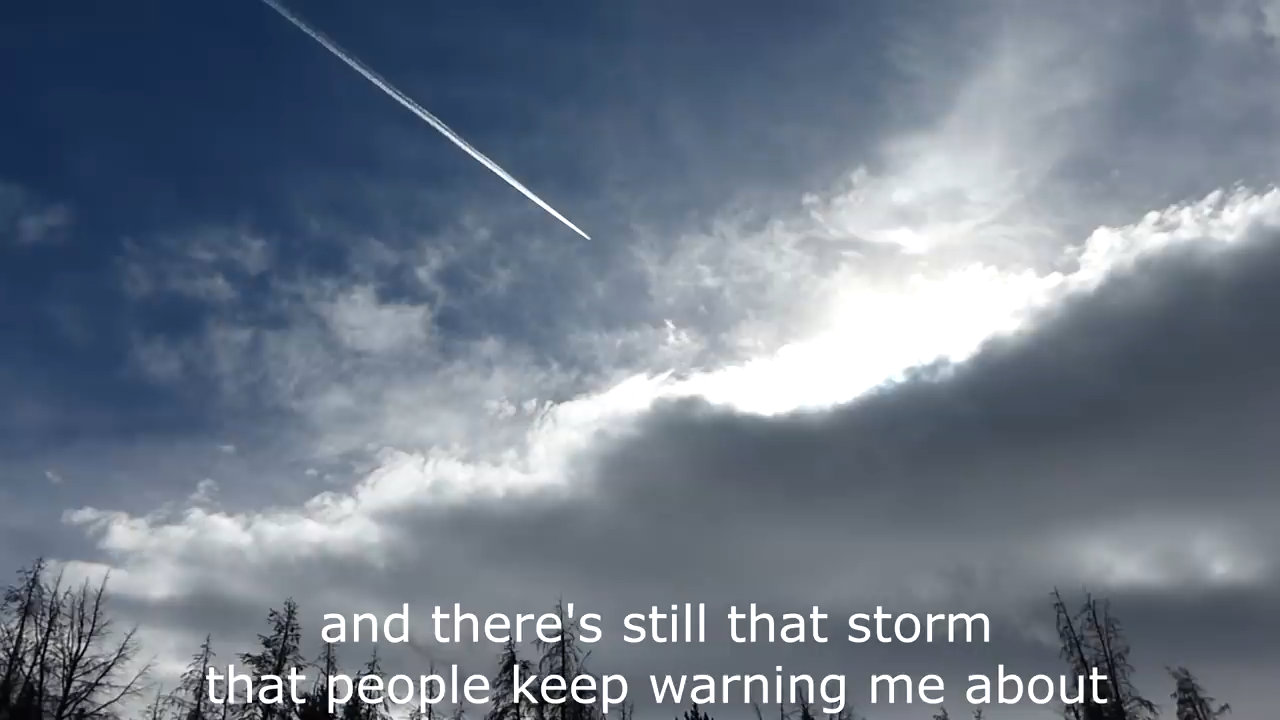 and there's still that storm
that people keep warning me about